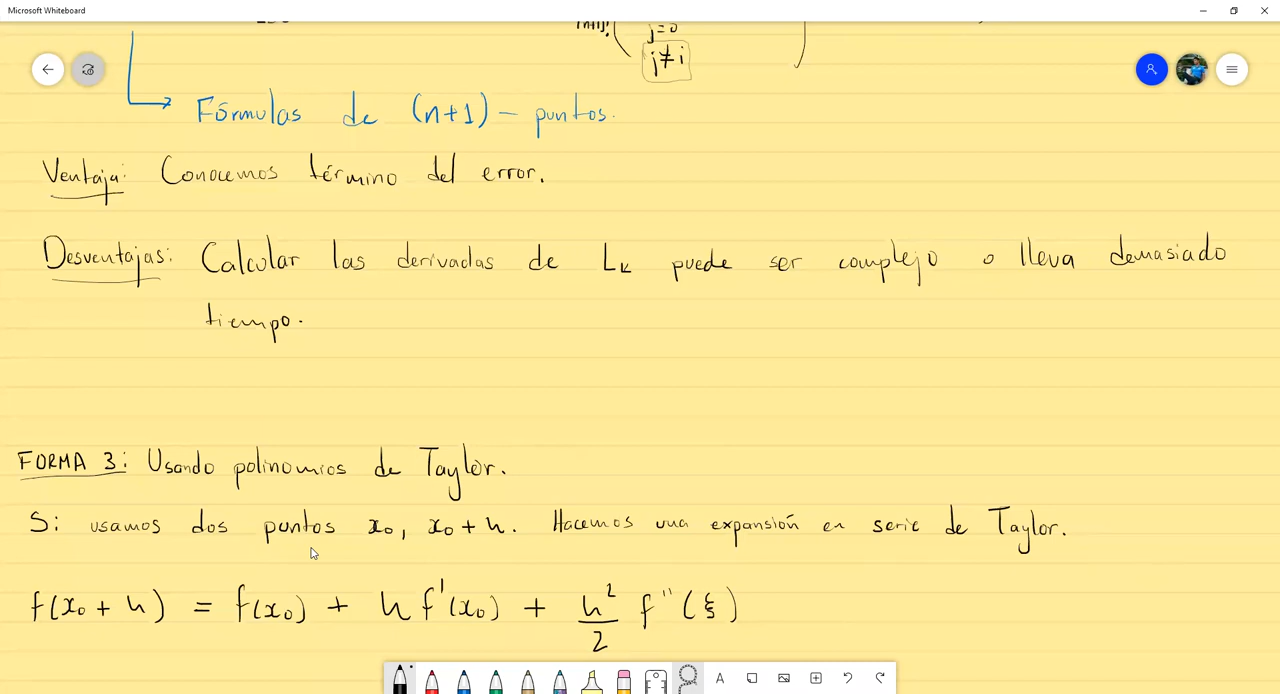 Microsoft Whiteboard
j=0
j≠i
Fórmulas de (n+1) - puntos.
Ventaja: Conocemos término del error.
Desventajas: Calcular las derivadas de Lk puede ser complejo o lleva demasiado
tiempo.
FORMA 3: Usando polinomios de Taylor.
Si usamos dos puntos x₀, x₀+h. Hacemos una expansión en serie de Taylor.
f(x₀ + h) = f(x₀) + h f'(x₀) + h²/2 f''(ξ)
A